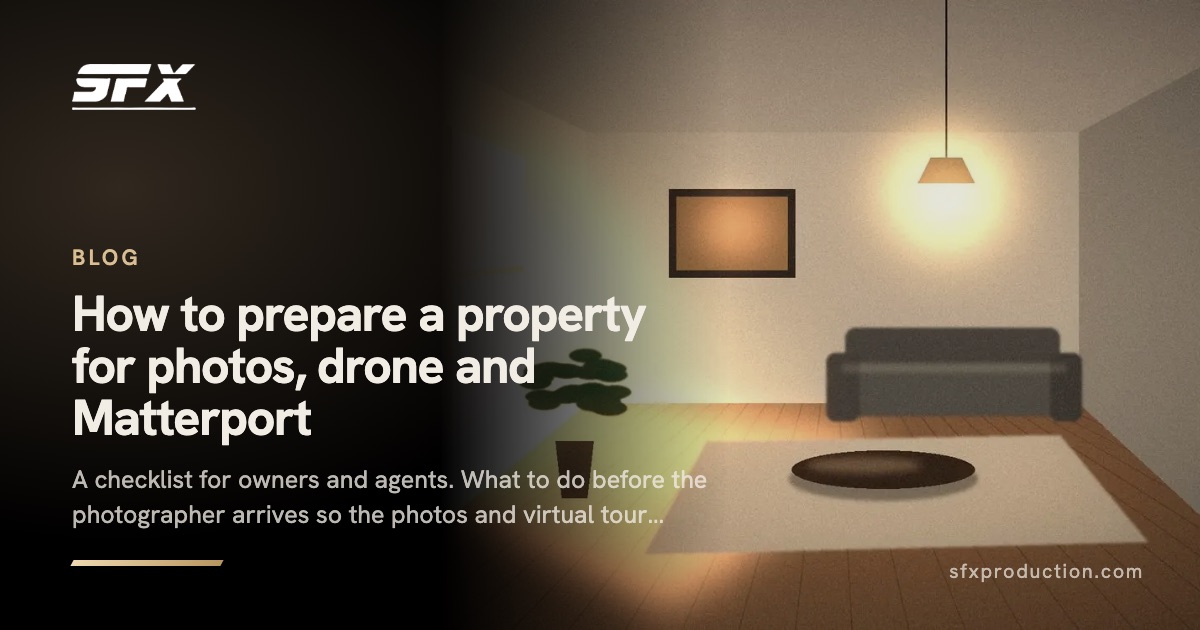 SFX
BLOG
How to prepare a property
for photos, drone and
Matterport
A checklist for owners and agents. What to do before the
photographer arrives so the photos and virtual tour...
sfxproduction.com